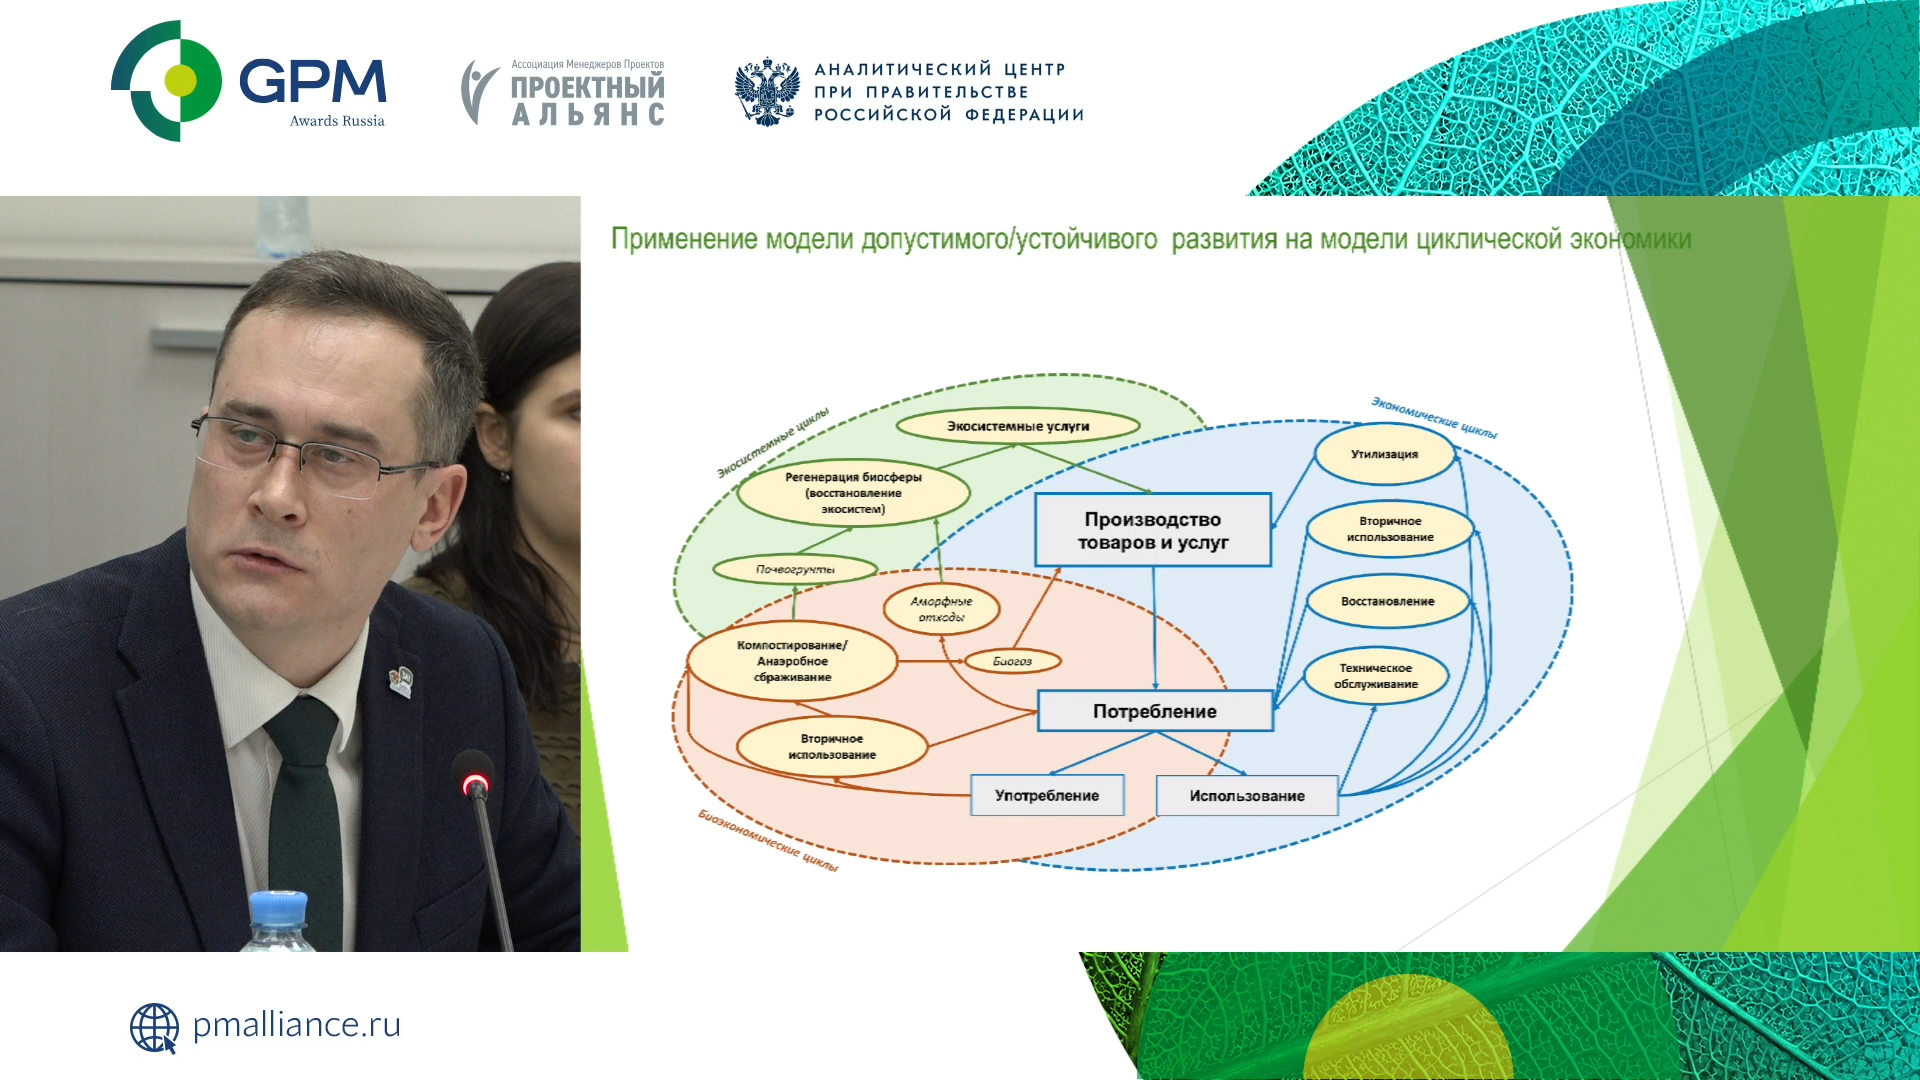 GPM
Awards Russia
Ассоциация Менеджеров Проектов
ПРОЕКТНЫЙ
АЛЬЯНС
АНАЛИТИЧЕСКИЙ ЦЕНТР
ПРИ ПРАВИТЕЛЬСТВЕ
РОССИЙСКОЙ ФЕДЕРАЦИИ
Применение модели допустимого/устойчивого развития на модели циклической экономики
Экосистемные циклы
Экосистемные услуги
Регенерация биосферы
(восстановление
экосистем)
Почвогрунты
Экономические циклы
Утилизация
Вторичное
использование
Восстановление
Техническое
обслуживание
Производство
товаров и услуг
Аморфные
отходы
Компостирование/
Анаэробное
сбраживание
Биогаз
Потребление
Вторичное
использование
Употребление
Использование
Биоэкономические циклы
pmalliance.ru